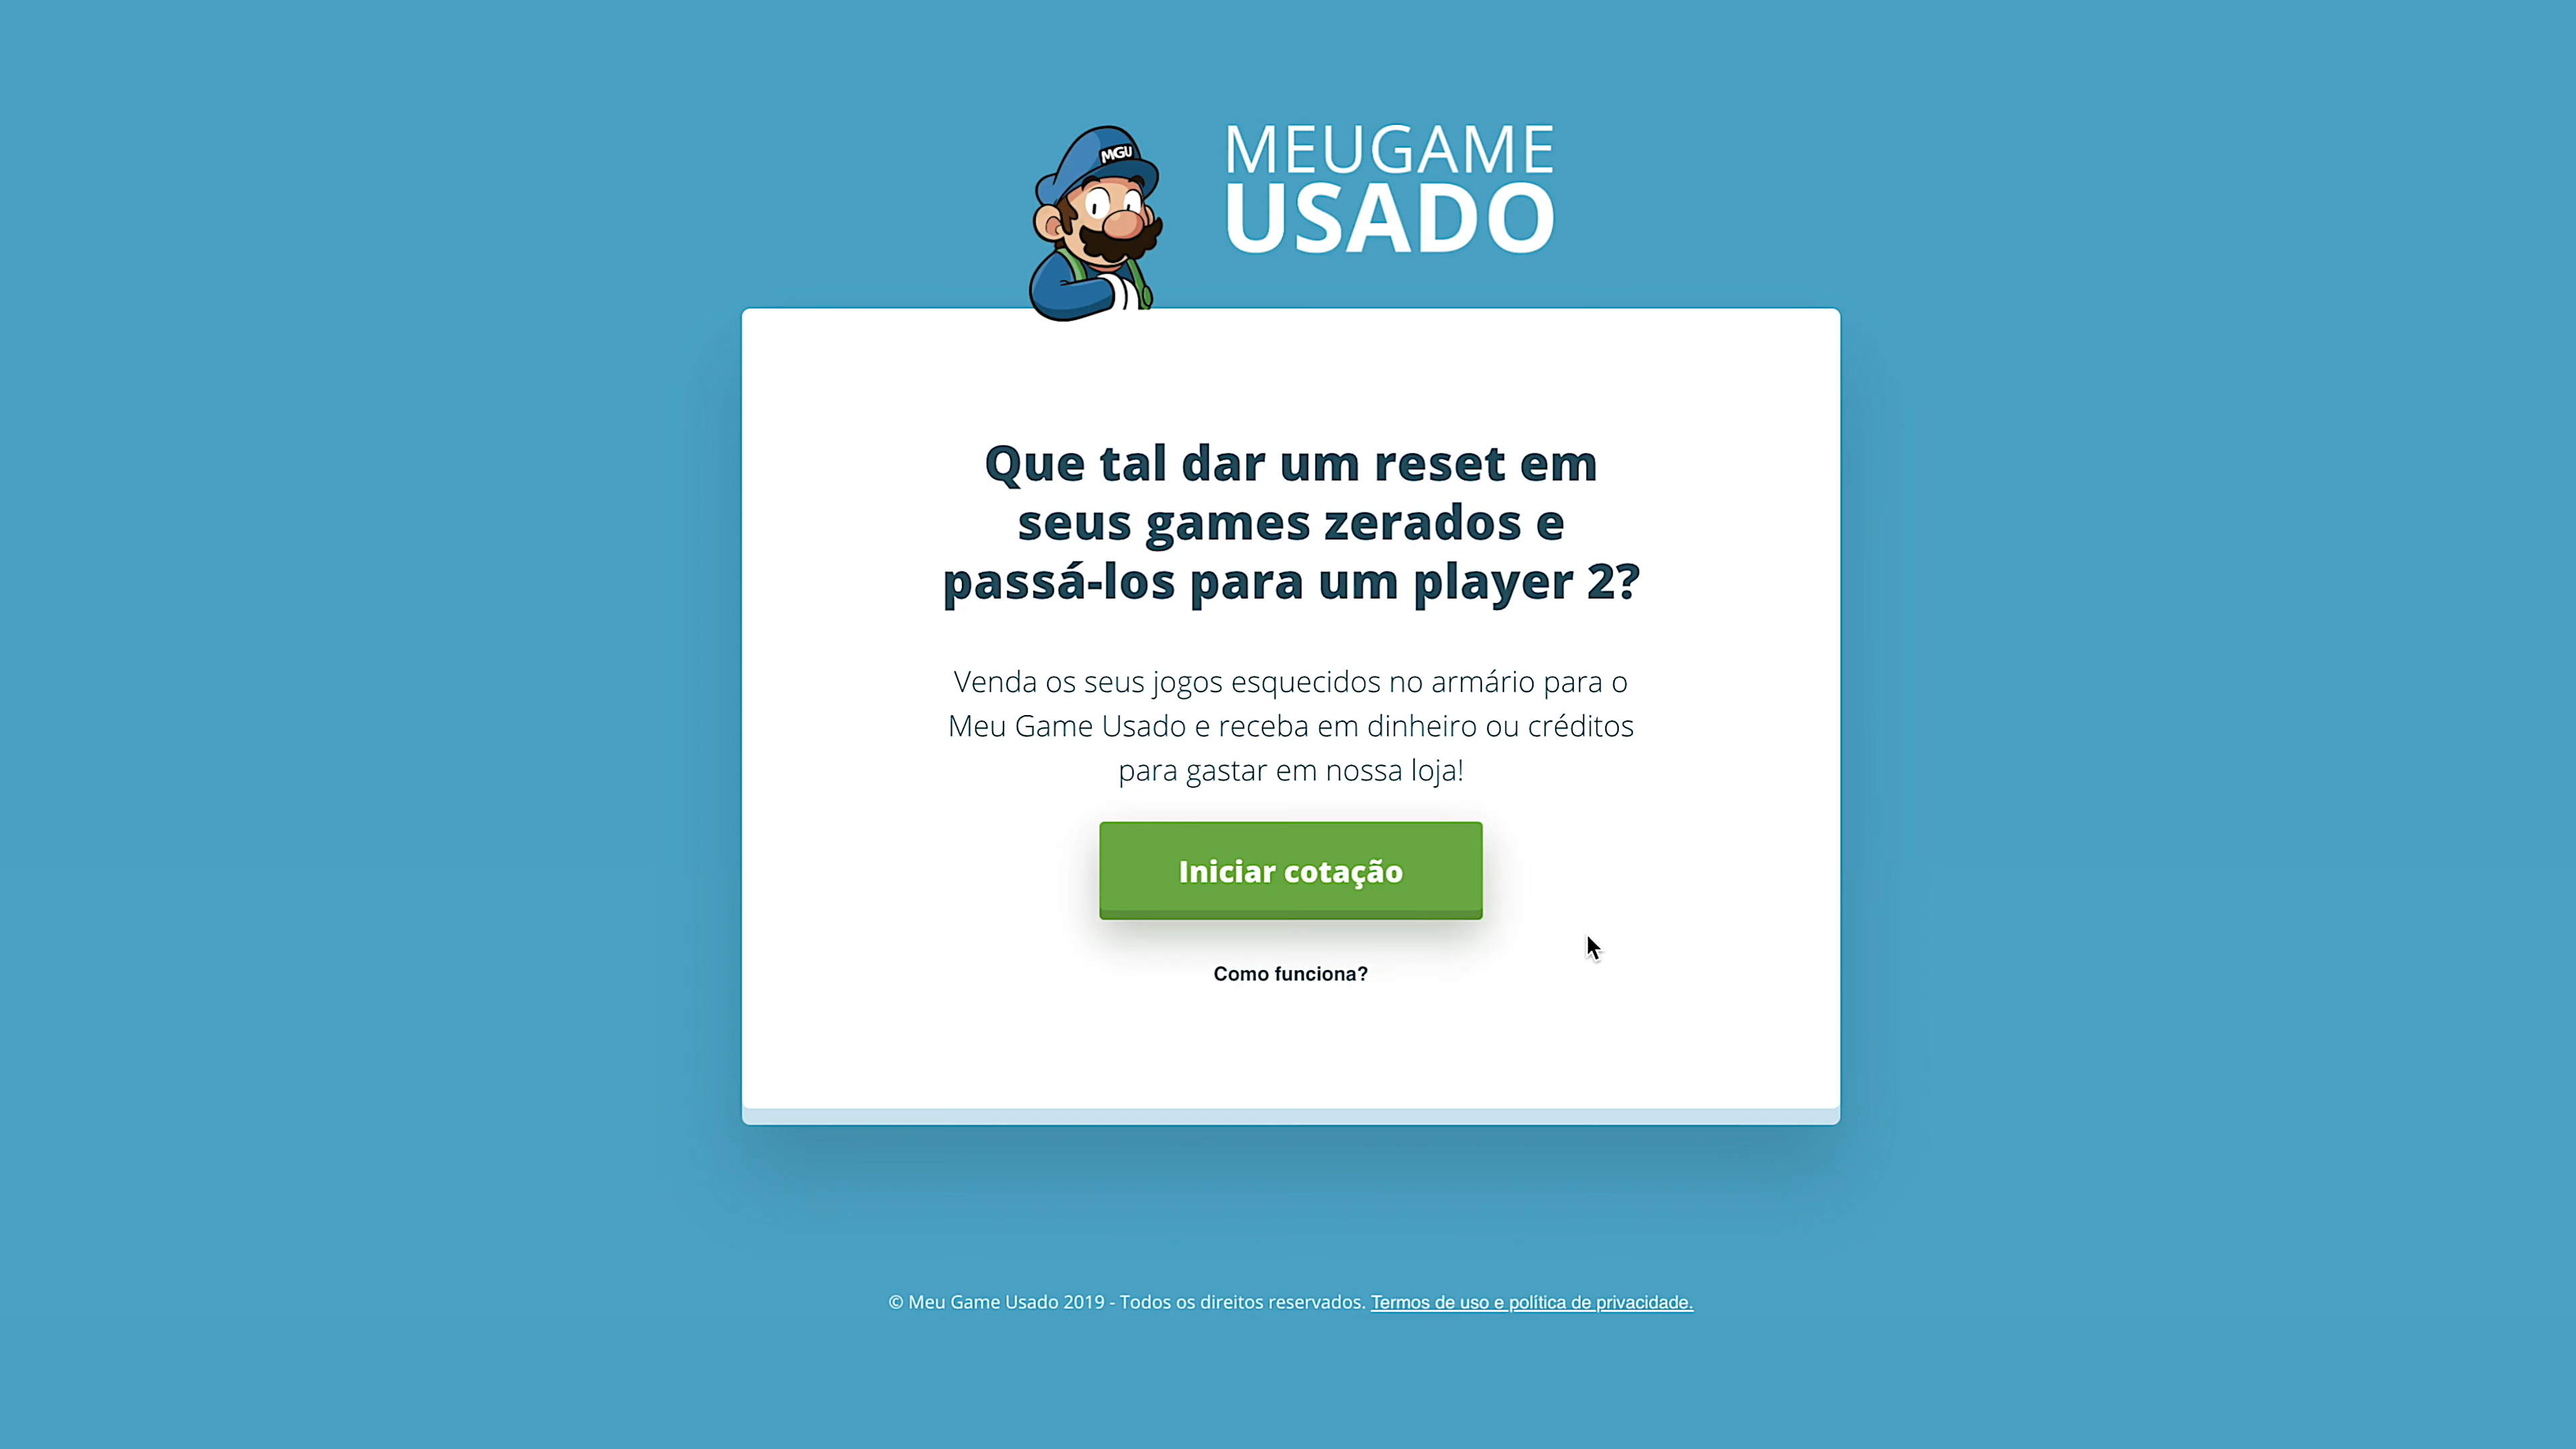 MGU
MEUGAME
USADO
Que tal dar um reset em
seus games zerados e
passá-los para um player 2?
Venda os seus jogos esquecidos no armário para o
Meu Game Usado e receba em dinheiro ou créditos
para gastar em nossa loja!
Iniciar cotação
Como funciona?
© Meu Game Usado 2019 - Todos os direitos reservados. Termos de uso e política de privacidade.